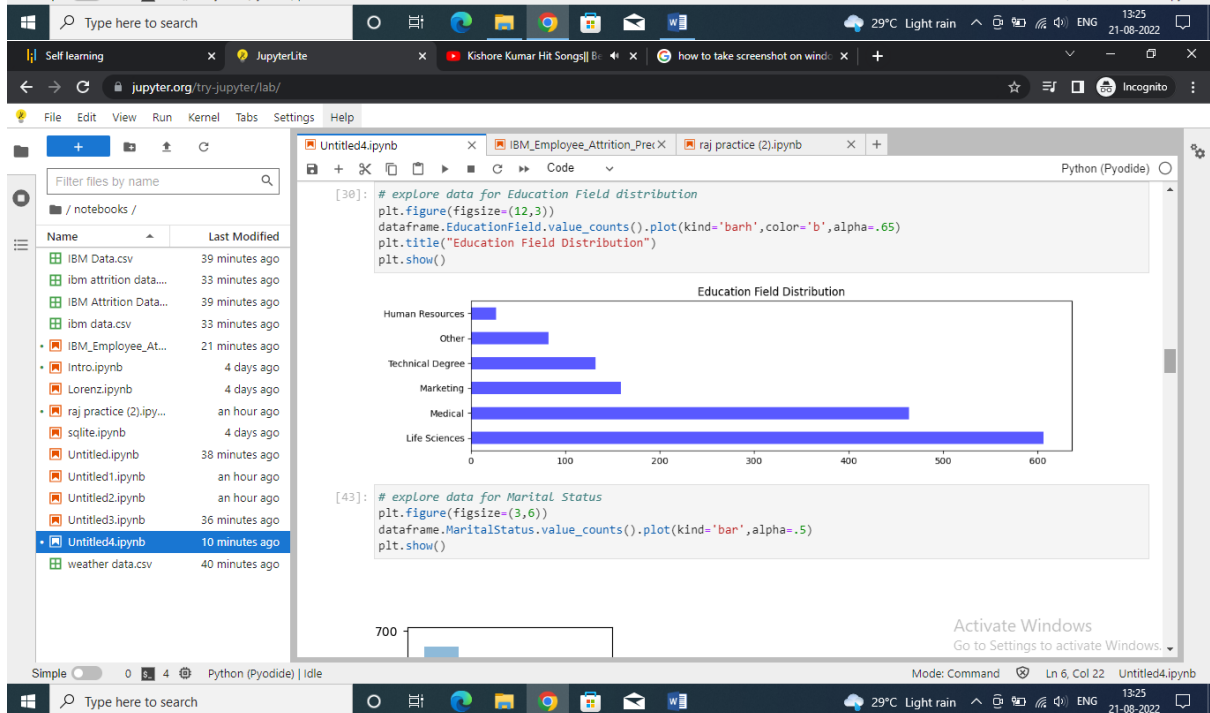 Type here to search
29°C Light rain
ENG
13:25
21-08-2022
Self learning
JupyterLite
Kishore Kumar Hit Songs|| Be
how to take screenshot on windo
jupyter.org/try-jupyter/lab/
Incognito
File Edit View Run Kernel Tabs Settings Help
Filter files by name
/ notebooks /
Name Last Modified
IBM Data.csv 39 minutes ago
ibm attrition data.... 33 minutes ago
IBM Attrition Data... 39 minutes ago
ibm data.csv 33 minutes ago
IBM_Employee_At... 21 minutes ago
Intro.ipynb 4 days ago
Lorenz.ipynb 4 days ago
raj practice (2).ipy... an hour ago
sqlite.ipynb 4 days ago
Untitled.ipynb 38 minutes ago
Untitled1.ipynb an hour ago
Untitled2.ipynb an hour ago
Untitled3.ipynb 36 minutes ago
Untitled4.ipynb 10 minutes ago
weather data.csv 40 minutes ago
Untitled4.ipynb IBM_Employee_Attrition_Prec raj practice (2).ipynb
Code Python (Pyodide)
[30]: # explore data for Education Field distribution
plt.figure(figsize=(12,3))
dataframe.EducationField.value_counts().plot(kind='barh',color='b',alpha=.65)
plt.title("Education Field Distribution")
plt.show()
Education Field Distribution
Human Resources
Other
Technical Degree
Marketing
Medical
Life Sciences
0 100 200 300 400 500 600
[43]: # explore data for Marital Status
plt.figure(figsize=(3,6))
dataframe.MaritalStatus.value_counts().plot(kind='bar',alpha=.5)
plt.show()
700
Activate Windows
Go to Settings to activate Windows.
Simple 0 4 Python (Pyodide) | Idle Mode: Command Ln 6, Col 22 Untitled4.ipynb
Type here to search
29°C Light rain
ENG
13:25
21-08-2022